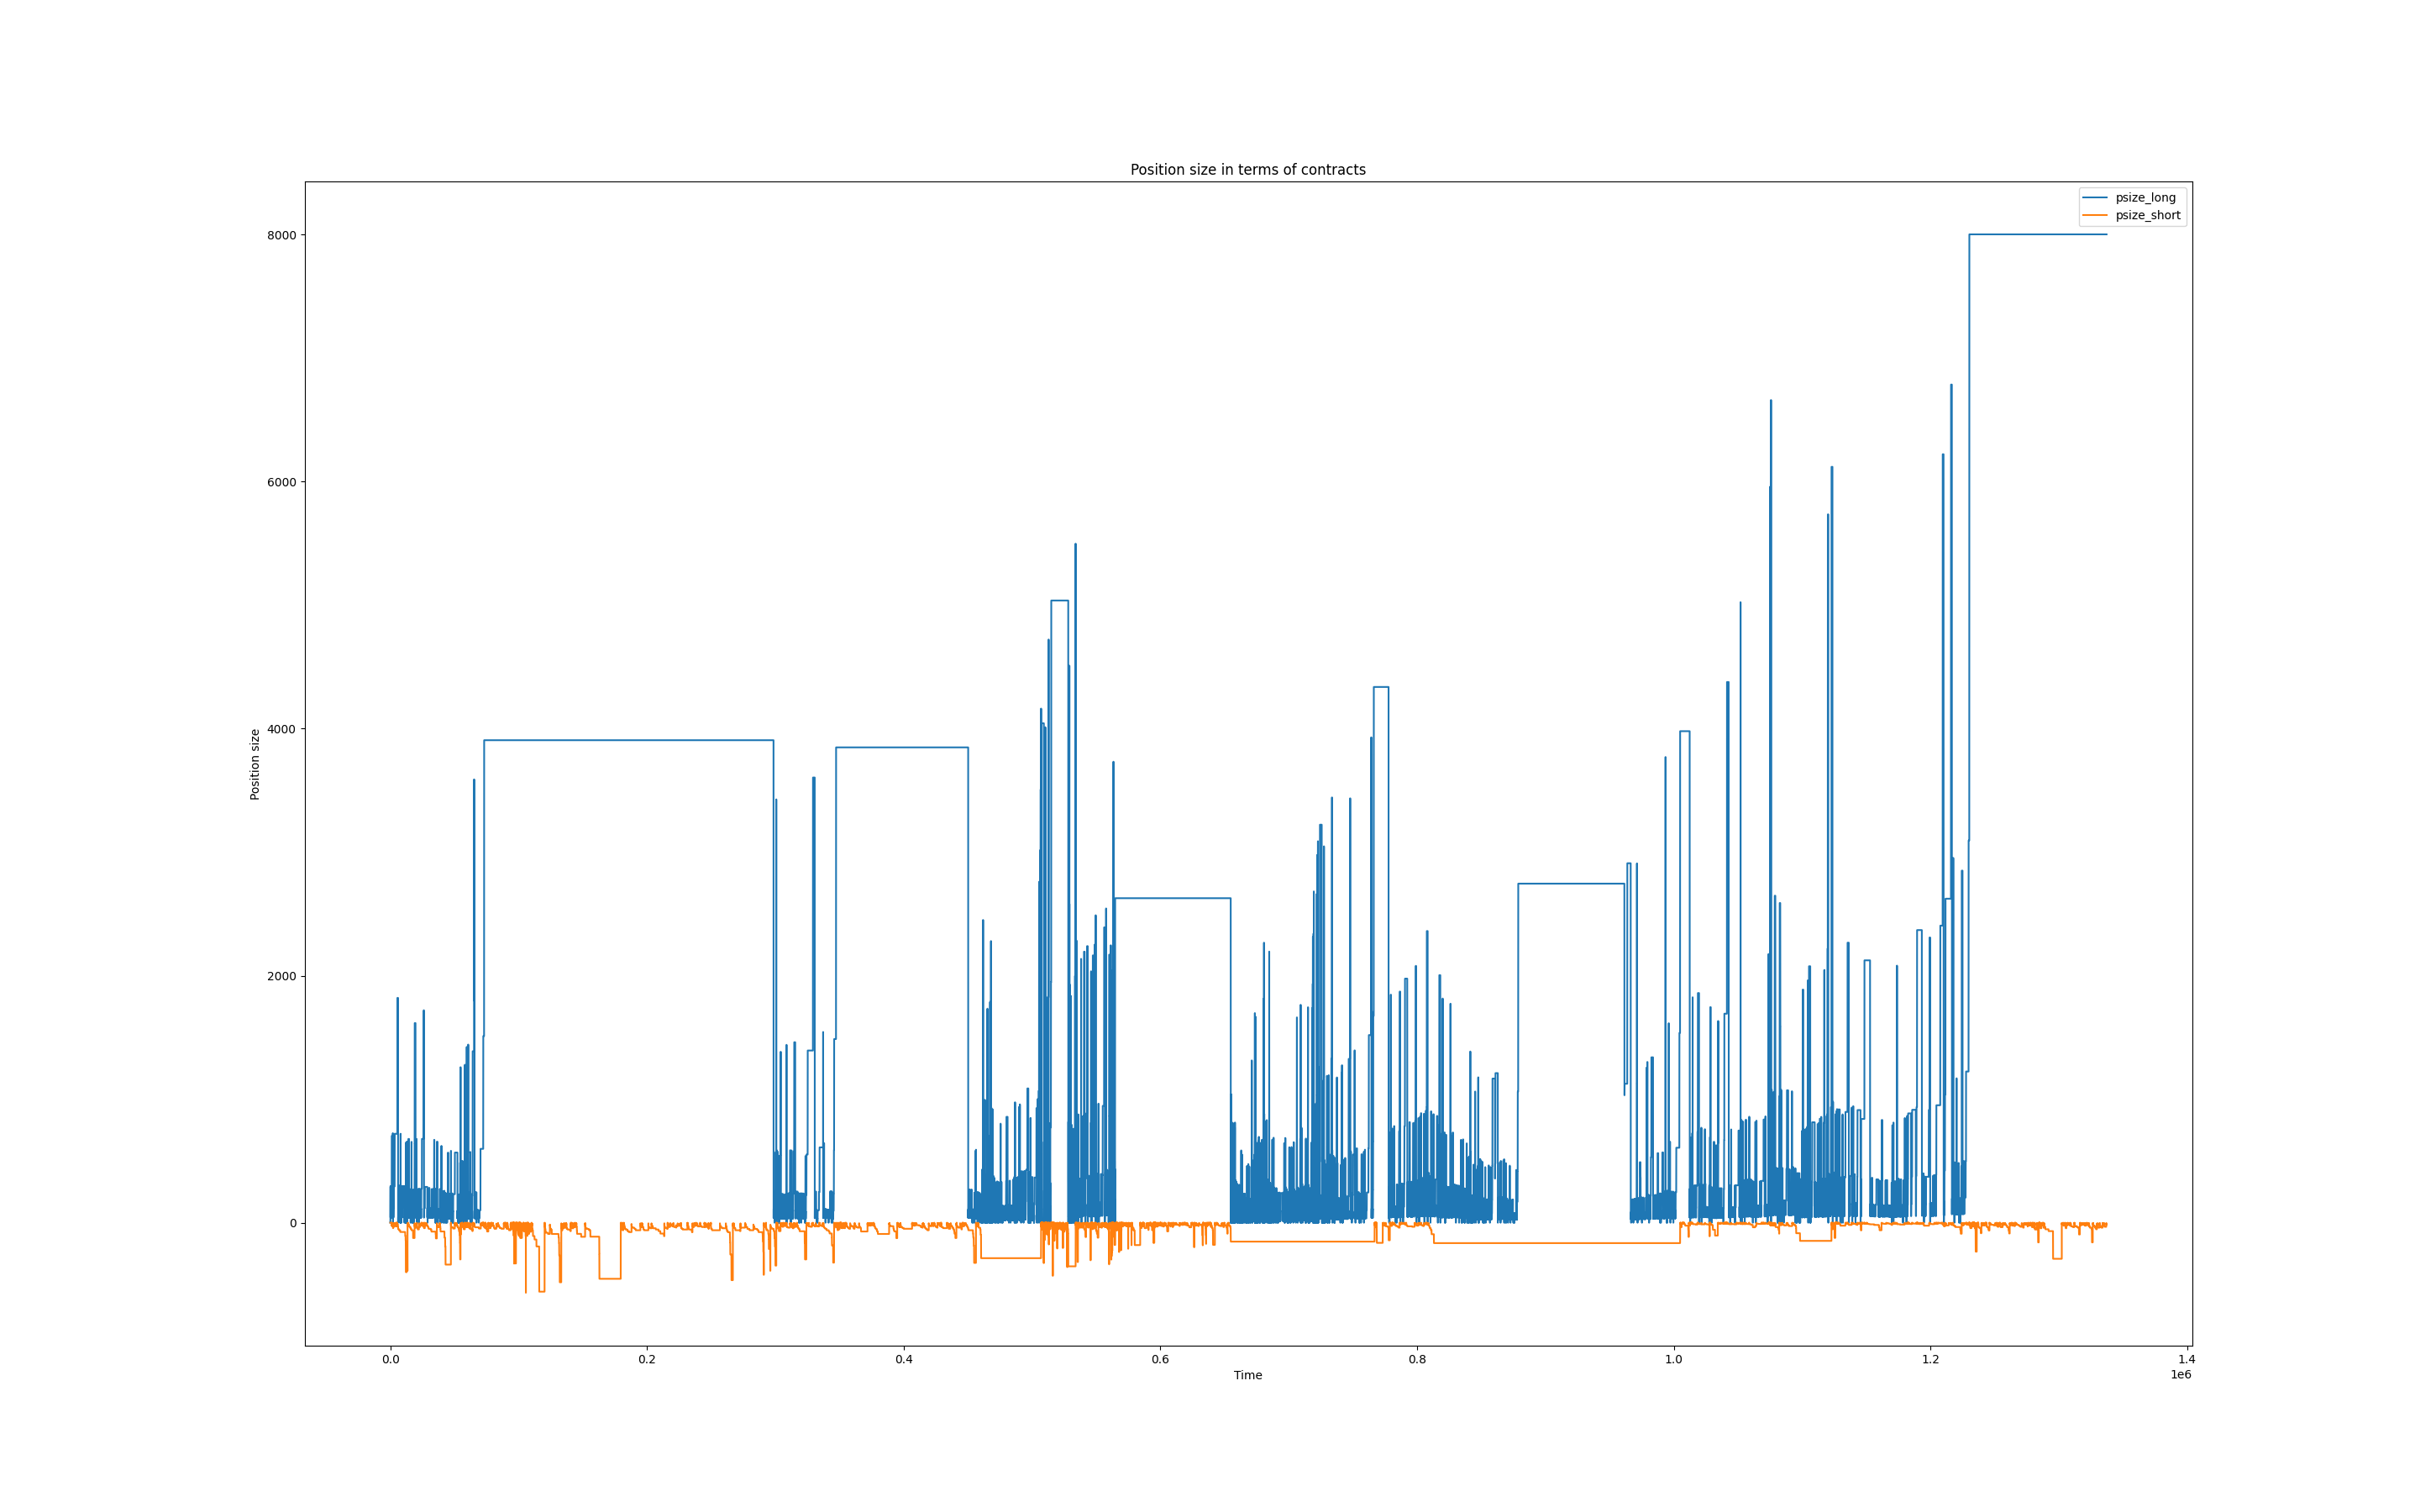 Position size in terms of contracts
psize_long
psize_short
8000
6000
4000
2000
0
Position size
0.0 0.2 0.4 0.6 0.8 1.0 1.2 1.4
Time
1e6